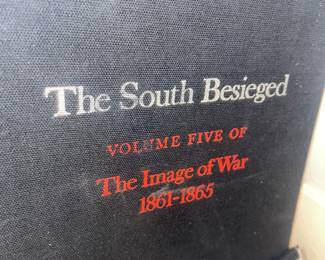 The South Besieged
VOLUME FIVE OF
The Image of War
1861-1865